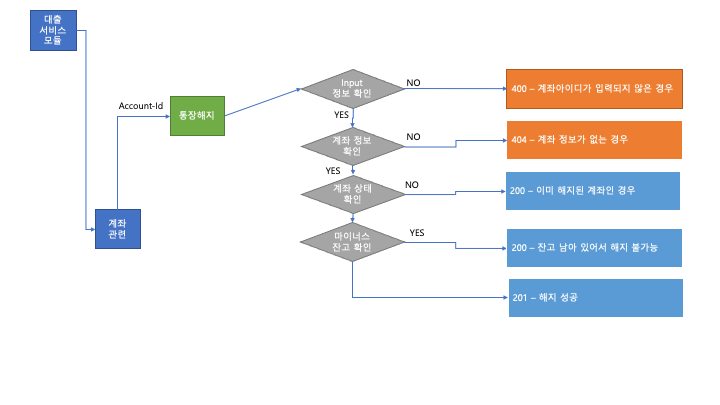 대출
서비스
모듈
Account-Id
통장해지
계좌
관련
Input
정보 확인
NO
400 – 계좌아이디가 입력되지 않은 경우
YES
계좌 정보
확인
NO
404 – 계좌 정보가 없는 경우
YES
계좌 상태
확인
NO
200 – 이미 해지된 계좌인 경우
마이너스
잔고 확인
YES
200 – 잔고 남아 있어서 해지 불가능
201 – 해지 성공